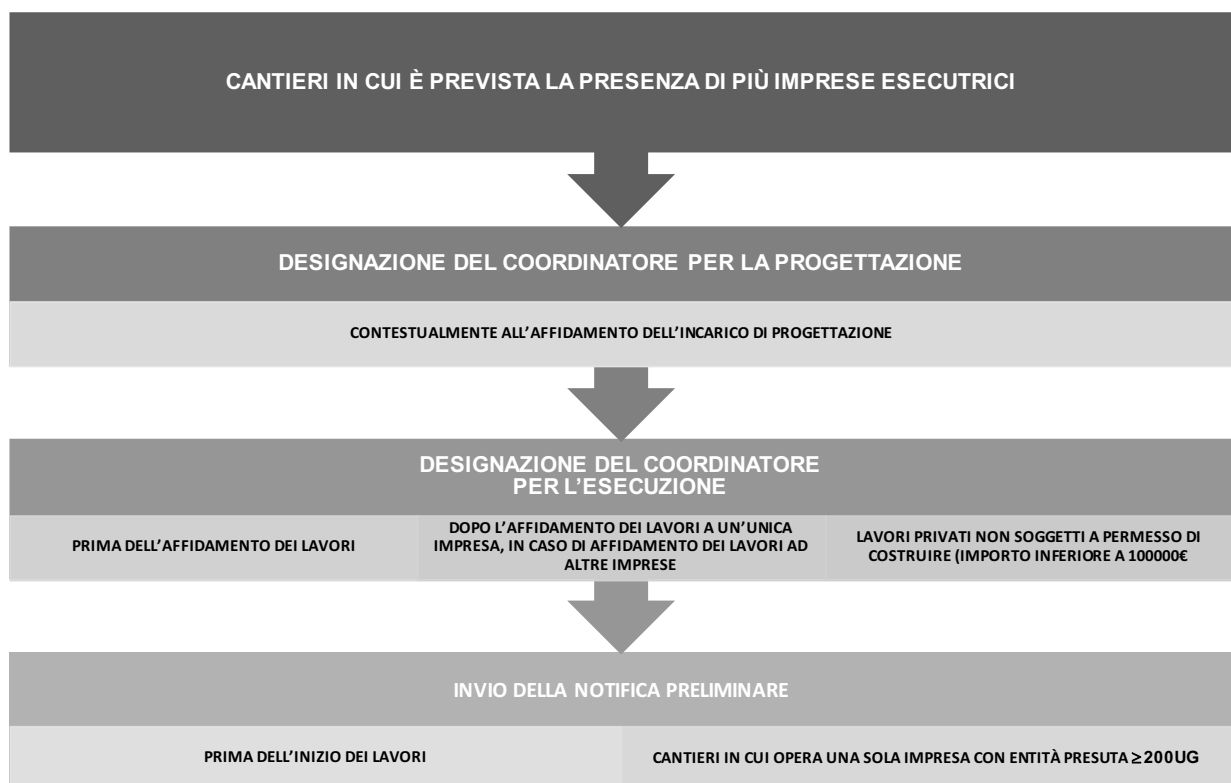 CANTIERI IN CUI È PREVISTA LA PRESENZA DI PIÙ IMPRESE ESECUTRICI
DESIGNAZIONE DEL COORDINATORE PER LA PROGETTAZIONE
CONTESTUALMENTE ALL'AFFIDAMENTO DELL'INCARICO DI PROGETTAZIONE
DESIGNAZIONE DEL COORDINATORE
PER L'ESECUZIONE
PRIMA DELL'AFFIDAMENTO DEI LAVORI
DOPO L'AFFIDAMENTO DEI LAVORI A UN'UNICA
IMPRESA, IN CASO DI AFFIDAMENTO DEI LAVORI AD
ALTRE IMPRESE
LAVORI PRIVATI NON SOGGETTI A PERMESSO DI
COSTRUIRE (IMPORTO INFERIORE A 100000€
INVIO DELLA NOTIFICA PRELIMINARE
PRIMA DELL'INIZIO DEI LAVORI
CANTIERI IN CUI OPERA UNA SOLA IMPRESA CON ENTITÀ PRESUTA ≥200UG